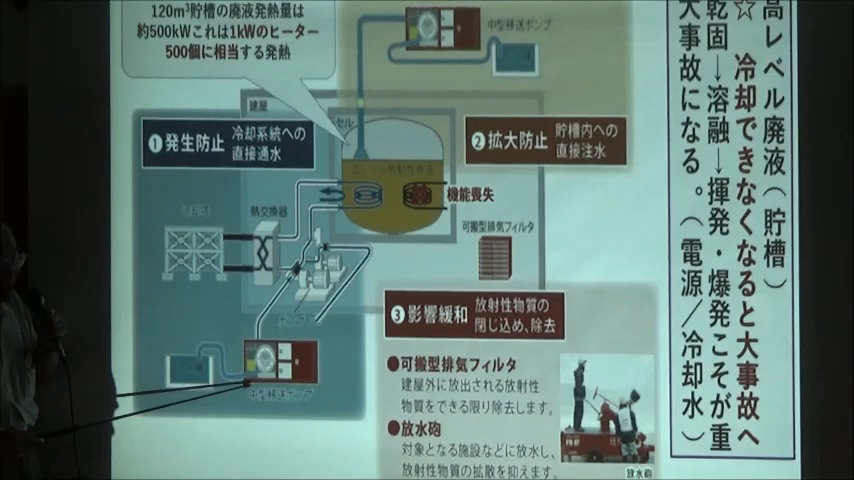 高レベル廃液(貯槽)
☆ 冷却できなくなると大事故へ
乾固→溶融→揮発・爆発こそが重
大事故になる。(電源/冷却水)
120m³貯槽の廃液発熱量は
約500kWこれは1kWのヒーター
500個に相当する発熱
中型移送ポンプ
建屋
セル
❶発生防止 冷却系統への
直接通水
❷拡大防止 貯槽内への
直接注水
機能喪失
熱交換器
可搬型排気フィルタ
❸影響緩和 放射性物質の
閉じ込め、除去
ポンプ
中型移送ポンプ
●可搬型排気フィルタ
建屋外に放出される放射性
物質をできる限り除去します。
●放水砲
対象となる施設などに放水し、
放射性物質の拡散を抑えます。
放水砲